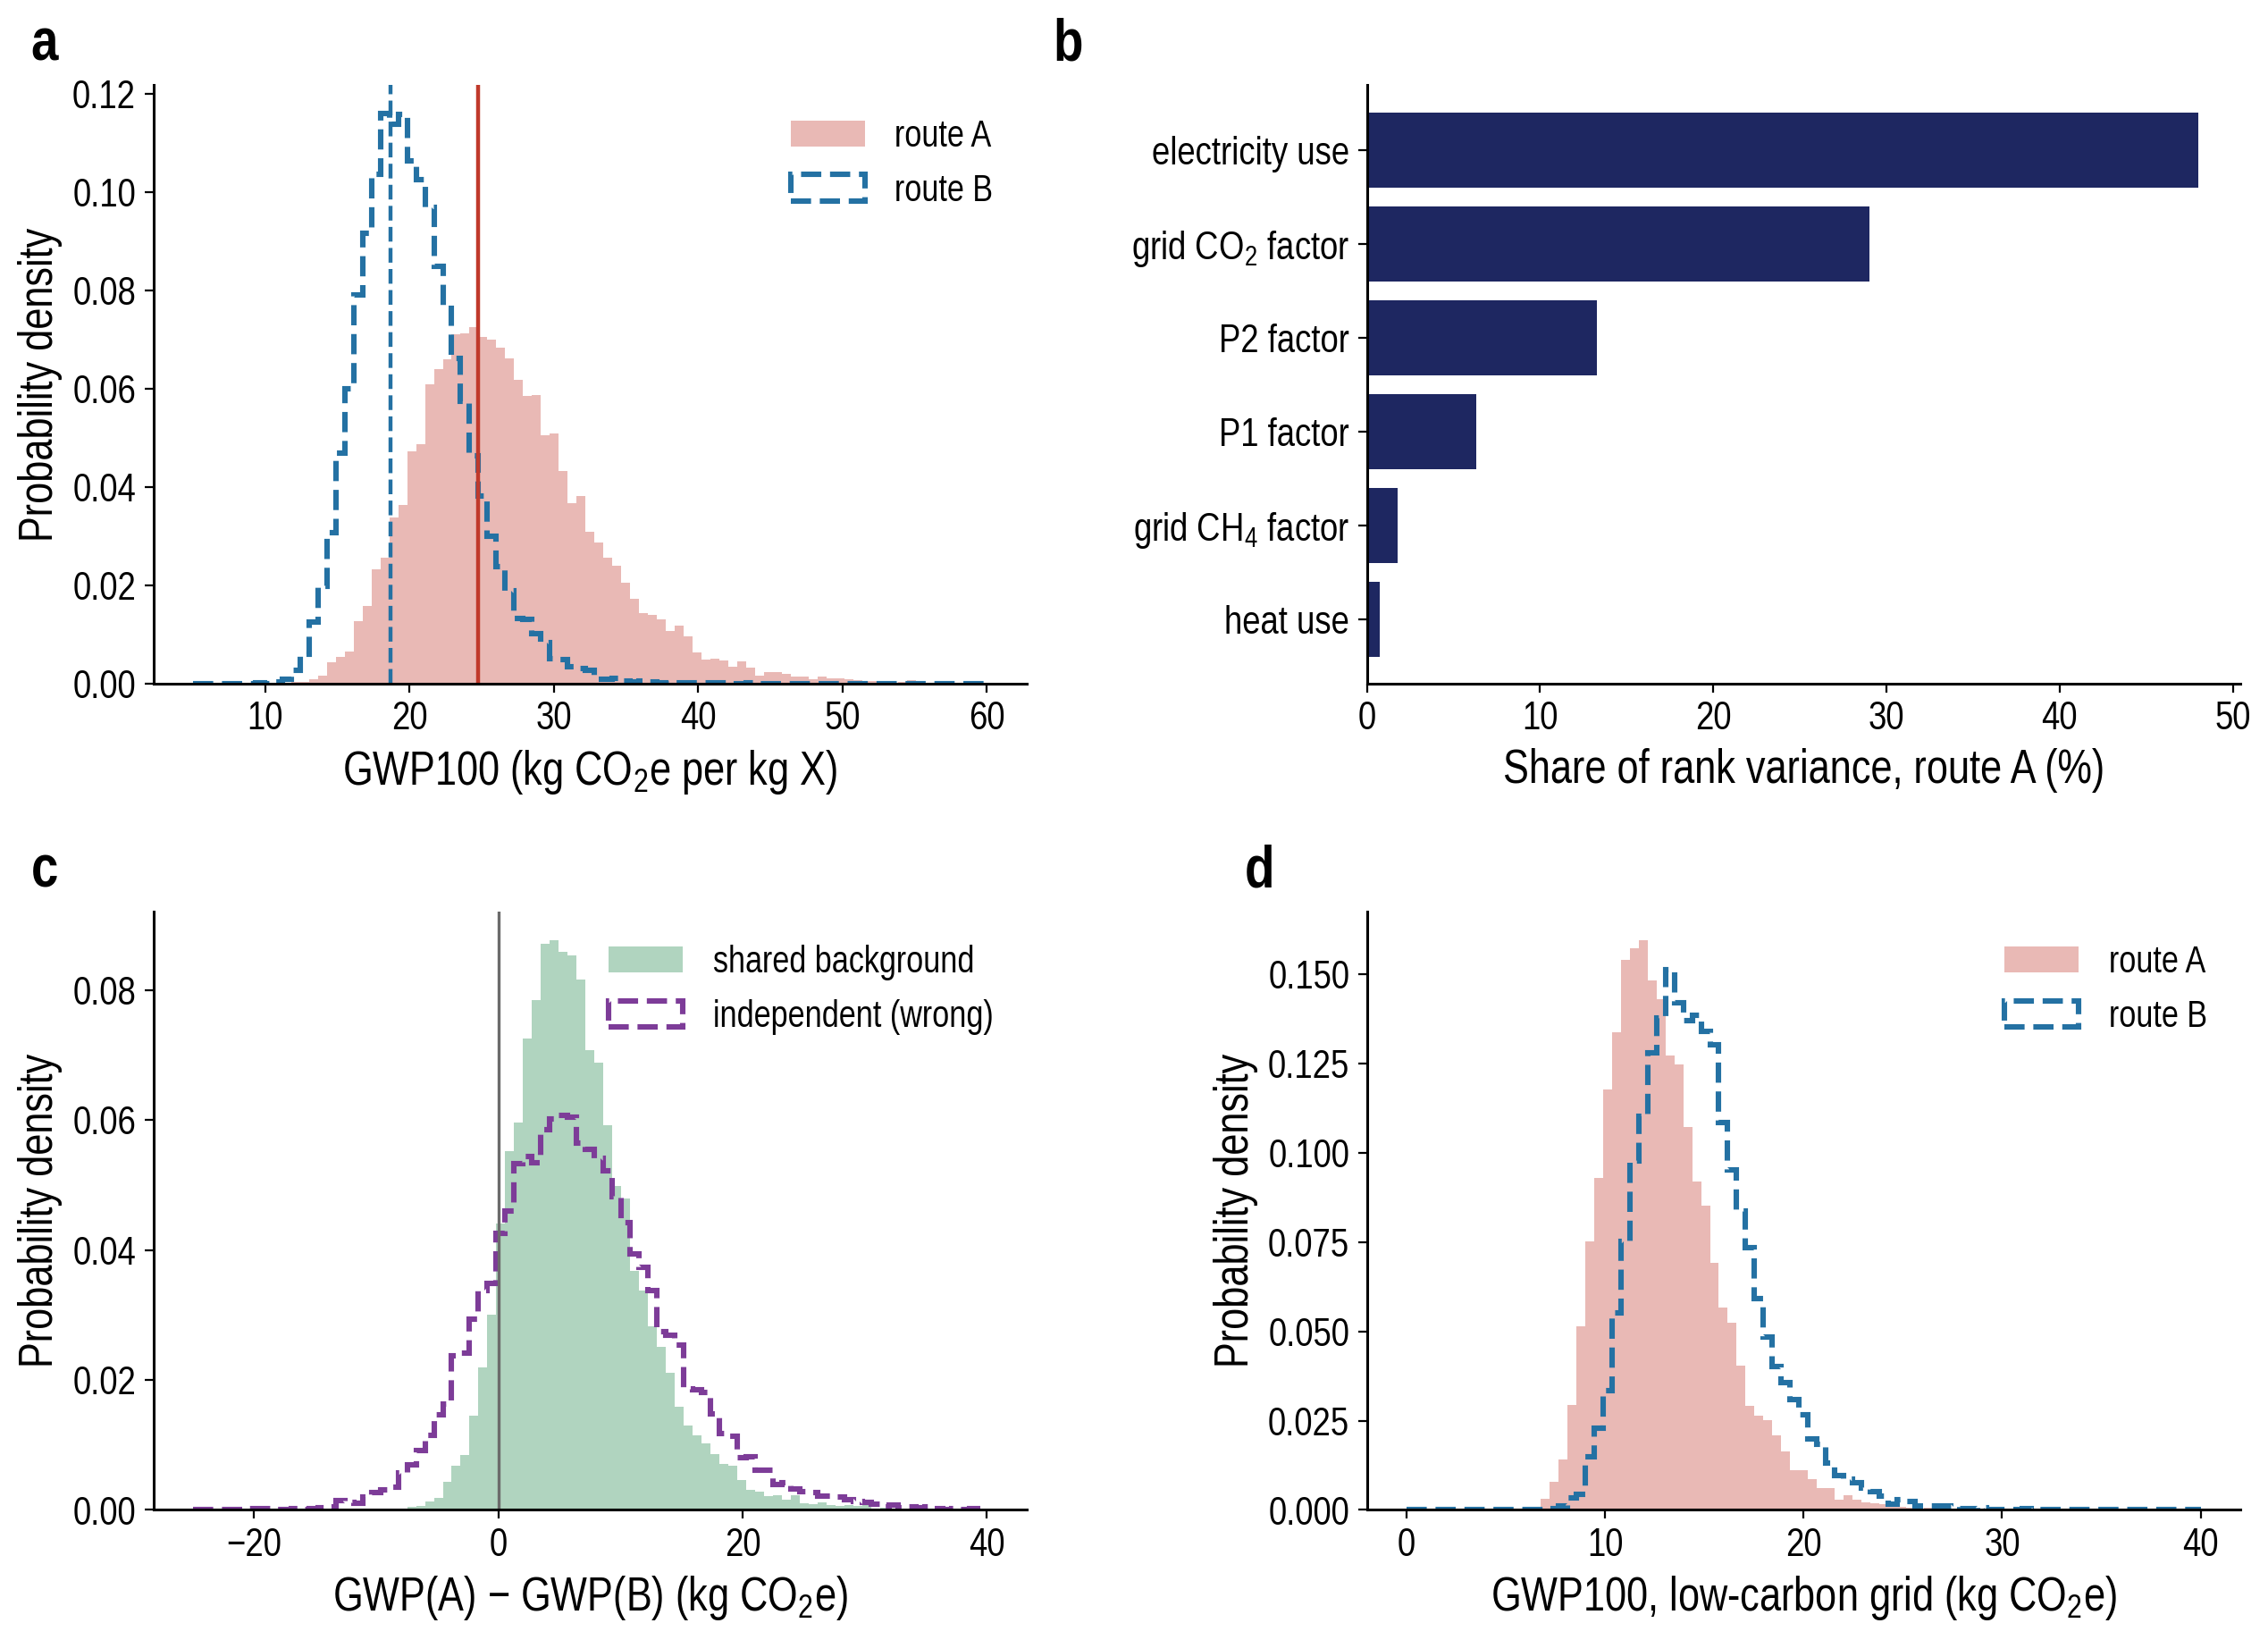 a
0.12
0.10
0.08
0.06
0.04
0.02
0.00
Probability density
route A
route B
10 20 30 40 50 60
GWP100 (kg CO₂e per kg X)
b
electricity use
grid CO₂ factor
P2 factor
P1 factor
grid CH₄ factor
heat use
0 10 20 30 40 50
Share of rank variance, route A (%)
c
0.08
0.06
0.04
0.02
0.00
Probability density
shared background
independent (wrong)
−20 0 20 40
GWP(A) − GWP(B) (kg CO₂e)
d
0.150
0.125
0.100
0.075
0.050
0.025
0.000
Probability density
route A
route B
0 10 20 30 40
GWP100, low-carbon grid (kg CO₂e)